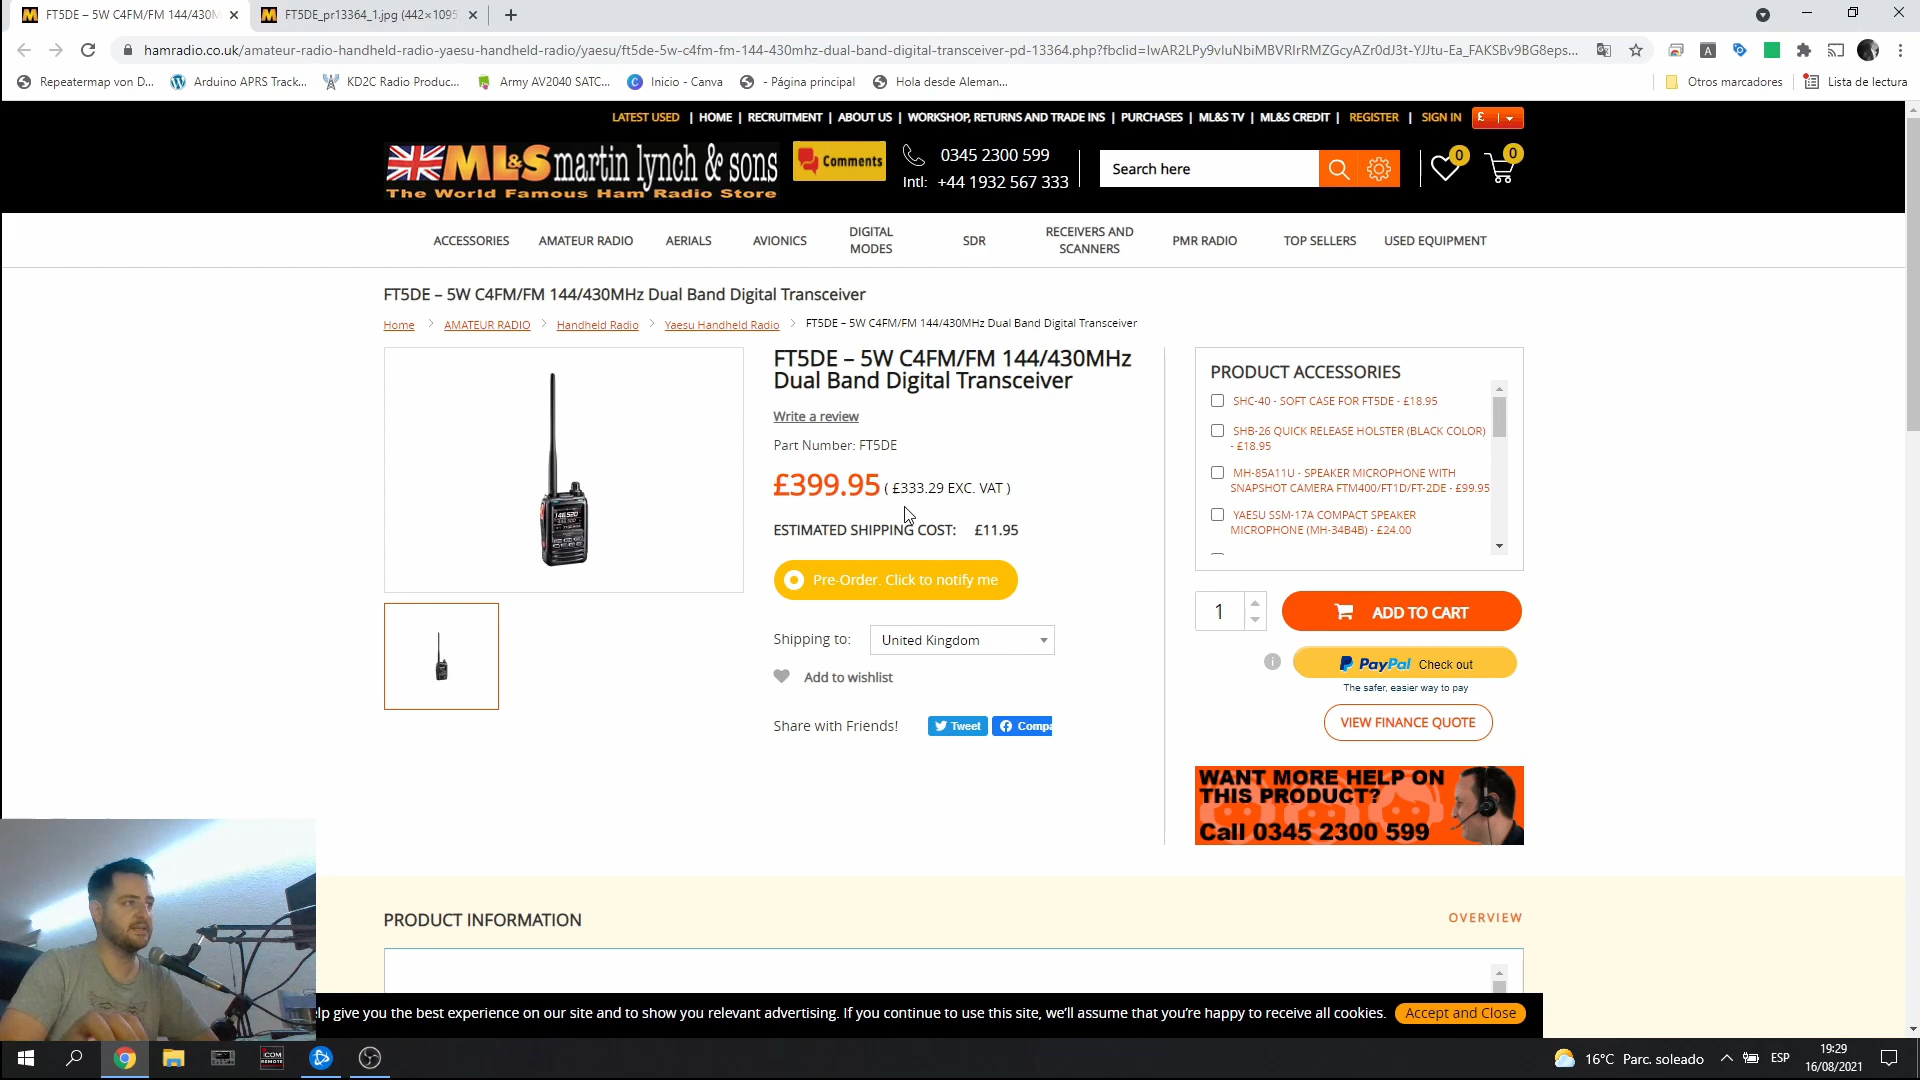 FT5DE – 5W C4FM/FM 144/430M
FT5DE_pr13364_1.jpg (442×1095
hamradio.co.uk/amateur-radio-handheld-radio-yaesu-handheld-radio/yaesu/ft5de-5w-c4fm-fm-144-430mhz-dual-band-digital-transceiver-pd-13364.php?fbclid=IwAR2LPy9vluNbiMBVRIrRMZGcyAZr0dJ3t-YJJtu-Ea_FAKSBv9BG8eps...
Repeatermap von D...
Arduino APRS Track...
KD2C Radio Produc...
Army AV2040 SATC...
Inicio - Canva
- Página principal
Hola desde Aleman...
Otros marcadores
Lista de lectura
LATEST USED | HOME | RECRUITMENT | ABOUT US | WORKSHOP, RETURNS AND TRADE INS | PURCHASES | ML&S TV | ML&S CREDIT | REGISTER | SIGN IN £
ML&S martin lynch & sons
The World Famous Ham Radio Store
Comments
0345 2300 599
Intl: +44 1932 567 333
Search here
0
0
ACCESSORIES
AMATEUR RADIO
AERIALS
AVIONICS
DIGITAL
MODES
SDR
RECEIVERS AND
SCANNERS
PMR RADIO
TOP SELLERS
USED EQUIPMENT
FT5DE – 5W C4FM/FM 144/430MHz Dual Band Digital Transceiver
Home > AMATEUR RADIO > Handheld Radio > Yaesu Handheld Radio > FT5DE – 5W C4FM/FM 144/430MHz Dual Band Digital Transceiver
FT5DE – 5W C4FM/FM 144/430MHz
Dual Band Digital Transceiver
Write a review
Part Number: FT5DE
£399.95 ( £333.29 EXC. VAT )
ESTIMATED SHIPPING COST: £11.95
Pre-Order. Click to notify me
Shipping to: United Kingdom
Add to wishlist
Share with Friends! Tweet Compa
PRODUCT ACCESSORIES
SHC-40 - SOFT CASE FOR FT5DE - £18.95
SHB-26 QUICK RELEASE HOLSTER (BLACK COLOR)
- £18.95
MH-85A11U - SPEAKER MICROPHONE WITH
SNAPSHOT CAMERA FTM400/FT1D/FT-2DE - £99.95
YAESU SSM-17A COMPACT SPEAKER
MICROPHONE (MH-34B4B) - £24.00
1
ADD TO CART
PayPal Check out
The safer, easier way to pay
VIEW FINANCE QUOTE
WANT MORE HELP ON
THIS PRODUCT?
Call 0345 2300 599
PRODUCT INFORMATION
OVERVIEW
lp give you the best experience on our site and to show you relevant advertising. If you continue to use this site, we'll assume that you're happy to receive all cookies. Accept and Close
16°C Parc. soleado
ESP
19:29
16/08/2021